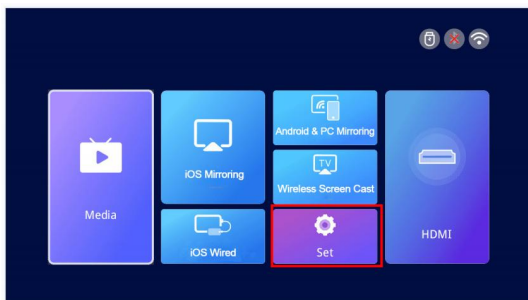 Android & PC Mirroring
iOS Mirroring
TV
Wireless Screen Cast
Media
iOS Wired
Set
HDMI